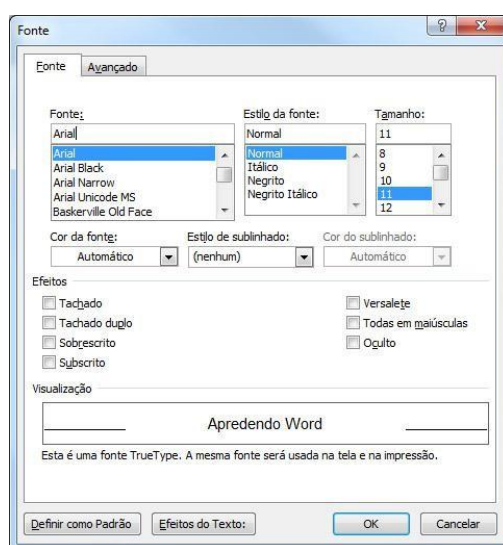 Fonte
Fonte Avançado
Fonte: Estilo da fonte: Tamanho:
Arial Normal 11
Arial Normal 8
Arial Black Itálico 9
Arial Narrow Negrito 10
Arial Unicode MS Negrito Itálico 11
Baskerville Old Face 12
Cor da fonte: Estilo de sublinhado: Cor do sublinhado:
Automático (nenhum) Automático
Efeitos
Tachado Versalete
Tachado duplo Todas em maiúsculas
Sobrescrito Oculto
Subscrito
Visualização
Apredendo Word
Esta é uma fonte TrueType. A mesma fonte será usada na tela e na impressão.
Definir como Padrão Efeitos do Texto: OK Cancelar